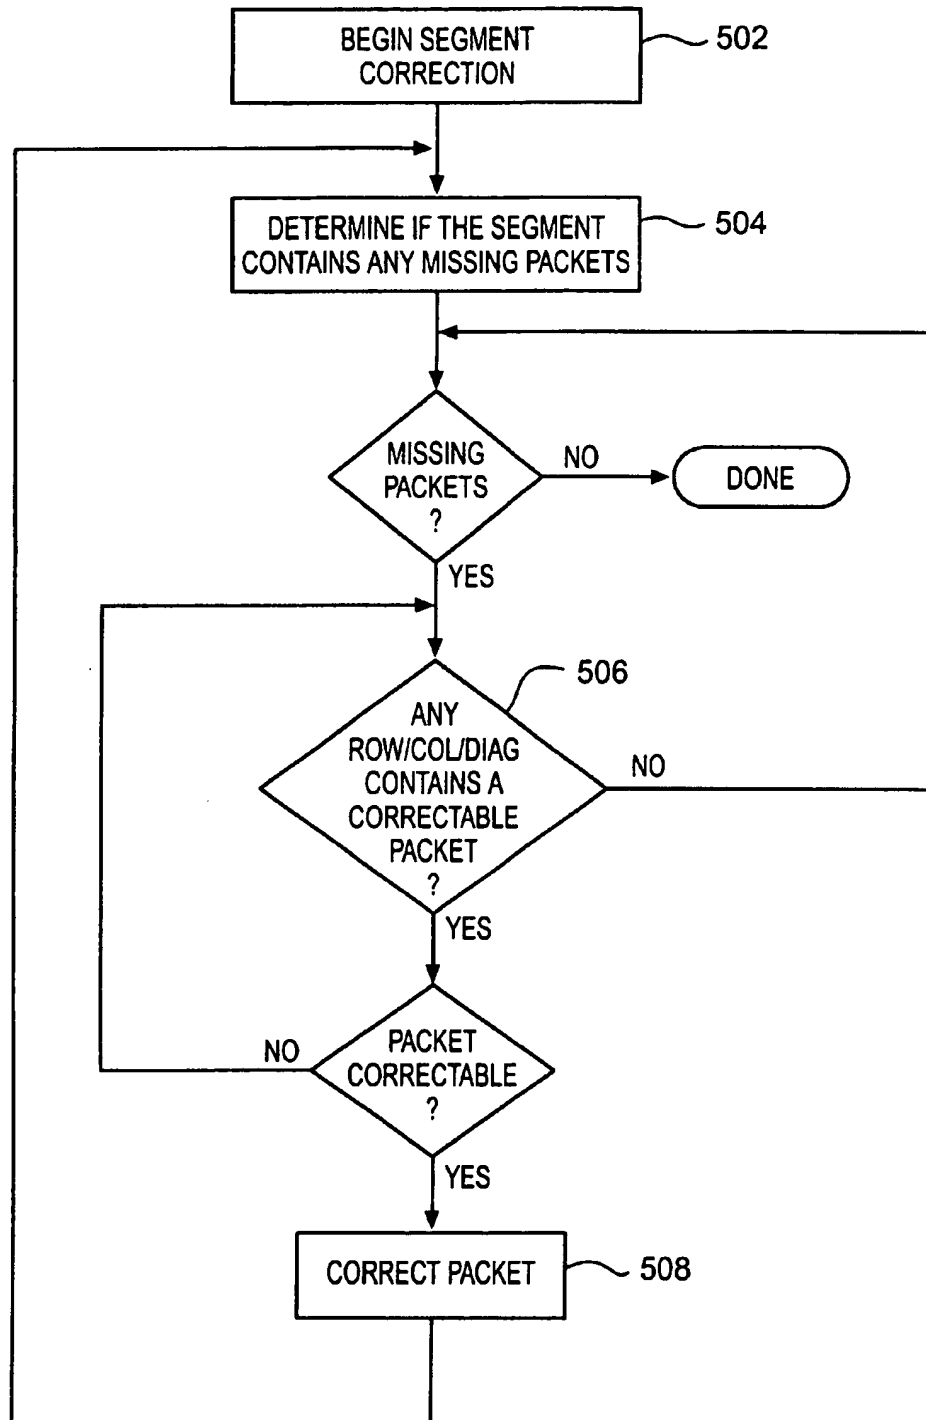 BEGIN SEGMENT
CORRECTION
502
DETERMINE IF THE SEGMENT
CONTAINS ANY MISSING PACKETS
504
MISSING
PACKETS
?
NO
DONE
YES
506
ANY
ROW/COL/DIAG
CONTAINS A
CORRECTABLE
PACKET
?
NO
YES
PACKET
CORRECTABLE
?
NO
YES
CORRECT PACKET
508